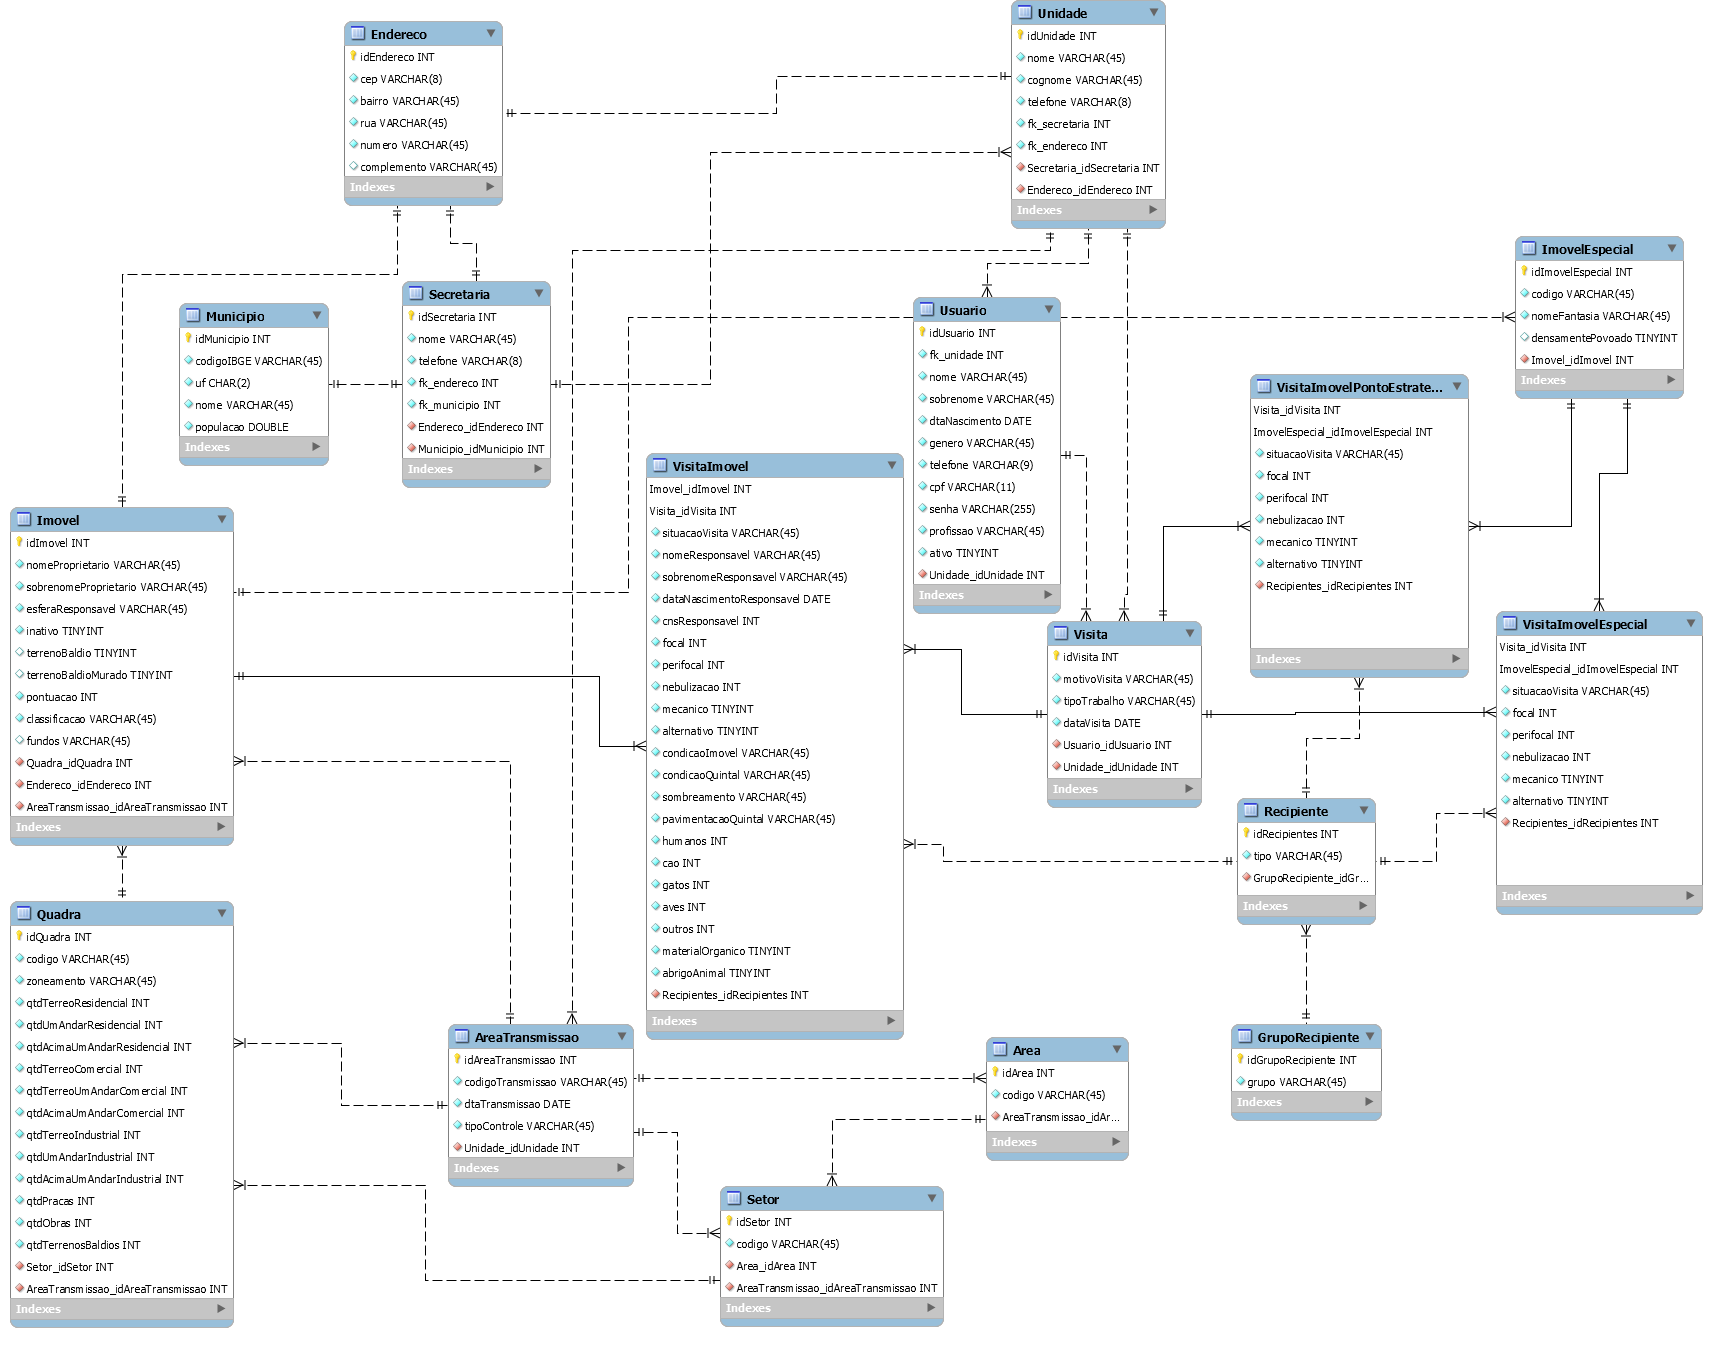 Endereco
idEndereco INT
cep VARCHAR(8)
bairro VARCHAR(45)
rua VARCHAR(45)
numero VARCHAR(45)
complemento VARCHAR(45)
Indexes
Unidade
idUnidade INT
nome VARCHAR(45)
cognome VARCHAR(45)
telefone VARCHAR(8)
fk_secretaria INT
fk_endereco INT
Secretaria_idSecretaria INT
Endereco_idEndereco INT
Indexes
Municipio
idMunicipio INT
codigoIBGE VARCHAR(45)
uf CHAR(2)
nome VARCHAR(45)
populacao DOUBLE
Indexes
Secretaria
idSecretaria INT
nome VARCHAR(45)
telefone VARCHAR(8)
fk_endereco INT
fk_municipio INT
Endereco_idEndereco INT
Municipio_idMunicipio INT
Indexes
Usuario
idUsuario INT
fk_unidade INT
nome VARCHAR(45)
sobrenome VARCHAR(45)
dtaNascimento DATE
genero VARCHAR(45)
telefone VARCHAR(9)
cpf VARCHAR(11)
senha VARCHAR(255)
profissao VARCHAR(45)
ativo TINYINT
Unidade_idUnidade INT
Indexes
ImovelEspecial
idImovelEspecial INT
codigo VARCHAR(45)
nomeFantasia VARCHAR(45)
densamentePovoado TINYINT
Imovel_idImovel INT
Indexes
VisitaImovelPontoEstrate...
Visita_idVisita INT
ImovelEspecial_idImovelEspecial INT
situacaoVisita VARCHAR(45)
focal INT
perifocal INT
nebulizacao INT
mecanico TINYINT
alternativo TINYINT
Recipientes_idRecipientes INT
Indexes
Imovel
idImovel INT
nomeProprietario VARCHAR(45)
sobrenomeProprietario VARCHAR(45)
esferaResponsavel VARCHAR(45)
inativo TINYINT
terrenoBaldio TINYINT
terrenoBaldioMurado TINYINT
pontuacao INT
classificacao VARCHAR(45)
fundos VARCHAR(45)
Quadra_idQuadra INT
Endereco_idEndereco INT
AreaTransmissao_idAreaTransmissao INT
Indexes
VisitaImovel
Imovel_idImovel INT
Visita_idVisita INT
situacaoVisita VARCHAR(45)
nomeResponsavel VARCHAR(45)
sobrenomeResponsavel VARCHAR(45)
dataNascimentoResponsavel DATE
cnsResponsavel INT
focal INT
perifocal INT
nebulizacao INT
mecanico TINYINT
alternativo TINYINT
condicaoImovel VARCHAR(45)
condicaoQuintal VARCHAR(45)
sombreamento VARCHAR(45)
pavimentacaoQuintal VARCHAR(45)
humanos INT
cao INT
gatos INT
aves INT
outros INT
materialOrganico TINYINT
abrigoAnimal TINYINT
Recipientes_idRecipientes INT
Indexes
Visita
idVisita INT
motivoVisita VARCHAR(45)
tipoTrabalho VARCHAR(45)
dataVisita DATE
Usuario_idUsuario INT
Unidade_idUnidade INT
Indexes
VisitaImovelEspecial
Visita_idVisita INT
ImovelEspecial_idImovelEspecial INT
situacaoVisita VARCHAR(45)
focal INT
perifocal INT
nebulizacao INT
mecanico TINYINT
alternativo TINYINT
Recipientes_idRecipientes INT
Indexes
Recipiente
idRecipientes INT
tipo VARCHAR(45)
GrupoRecipiente_idGr...
Indexes
Quadra
idQuadra INT
codigo VARCHAR(45)
zoneamento VARCHAR(45)
qtdTerreoResidencial INT
qtdUmAndarResidencial INT
qtdAcimaUmAndarResidencial INT
qtdTerreoComercial INT
qtdTerreoUmAndarComercial INT
qtdAcimaUmAndarComercial INT
qtdTerreoIndustrial INT
qtdUmAndarIndustrial INT
qtdAcimaUmAndarIndustrial INT
qtdPracas INT
qtdObras INT
qtdTerrenosBaldios INT
Setor_idSetor INT
AreaTransmissao_idAreaTransmissao INT
Indexes
AreaTransmissao
idAreaTransmissao INT
codigoTransmissao VARCHAR(45)
dtaTransmissao DATE
tipoControle VARCHAR(45)
Unidade_idUnidade INT
Indexes
Area
idArea INT
codigo VARCHAR(45)
AreaTransmissao_idAr...
Indexes
GrupoRecipiente
idGrupoRecipiente INT
grupo VARCHAR(45)
Indexes
Setor
idSetor INT
codigo VARCHAR(45)
Area_idArea INT
AreaTransmissao_idAreaTransmissao INT
Indexes